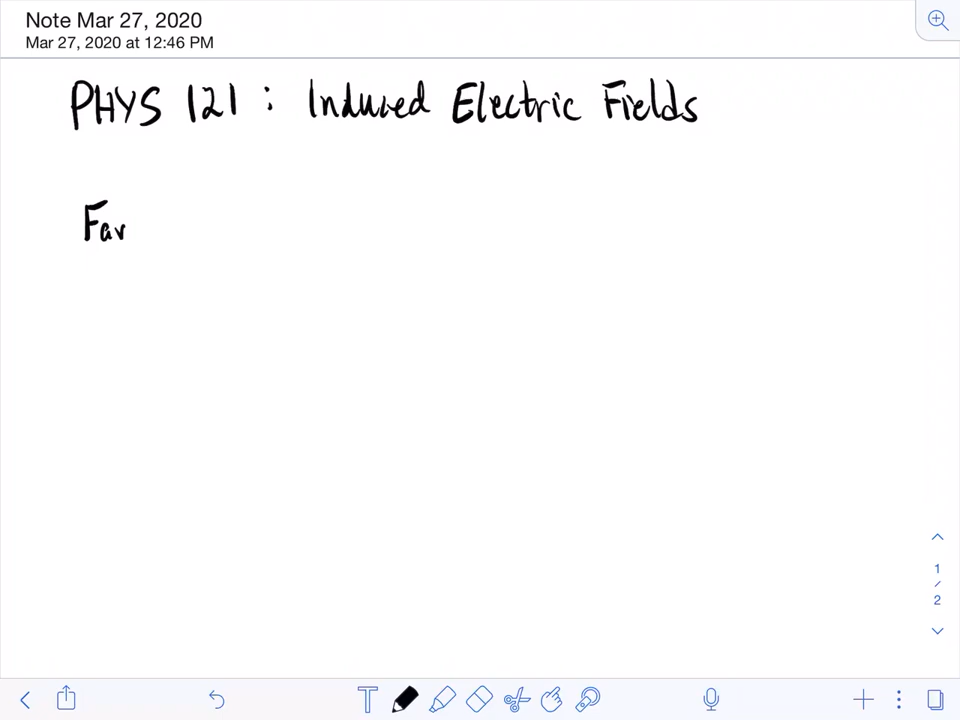 Note Mar 27, 2020
Mar 27, 2020 at 12:46 PM
PHYS 121 : Induced Electric Fields
Far
1
/
2
T